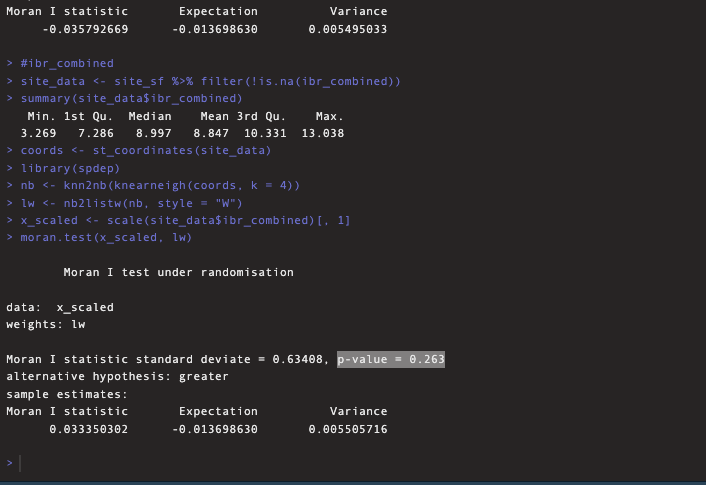 Moran I statistic       Expectation          Variance
     -0.035792669      -0.013698630       0.005495033
> #ibr_combined
> site_data <- site_sf %>% filter(!is.na(ibr_combined))
> summary(site_data$ibr_combined)
   Min. 1st Qu.  Median    Mean 3rd Qu.    Max.
  3.269   7.286   8.997   8.847  10.331  13.038
> coords <- st_coordinates(site_data)
> library(spdep)
> nb <- knn2nb(knearneigh(coords, k = 4))
> lw <- nb2listw(nb, style = "W")
> x_scaled <- scale(site_data$ibr_combined)[, 1]
> moran.test(x_scaled, lw)
        Moran I test under randomisation
data:  x_scaled
weights: lw
Moran I statistic standard deviate = 0.63408, p-value = 0.263
alternative hypothesis: greater
sample estimates:
Moran I statistic       Expectation          Variance
      0.033350302      -0.013698630       0.005505716
>